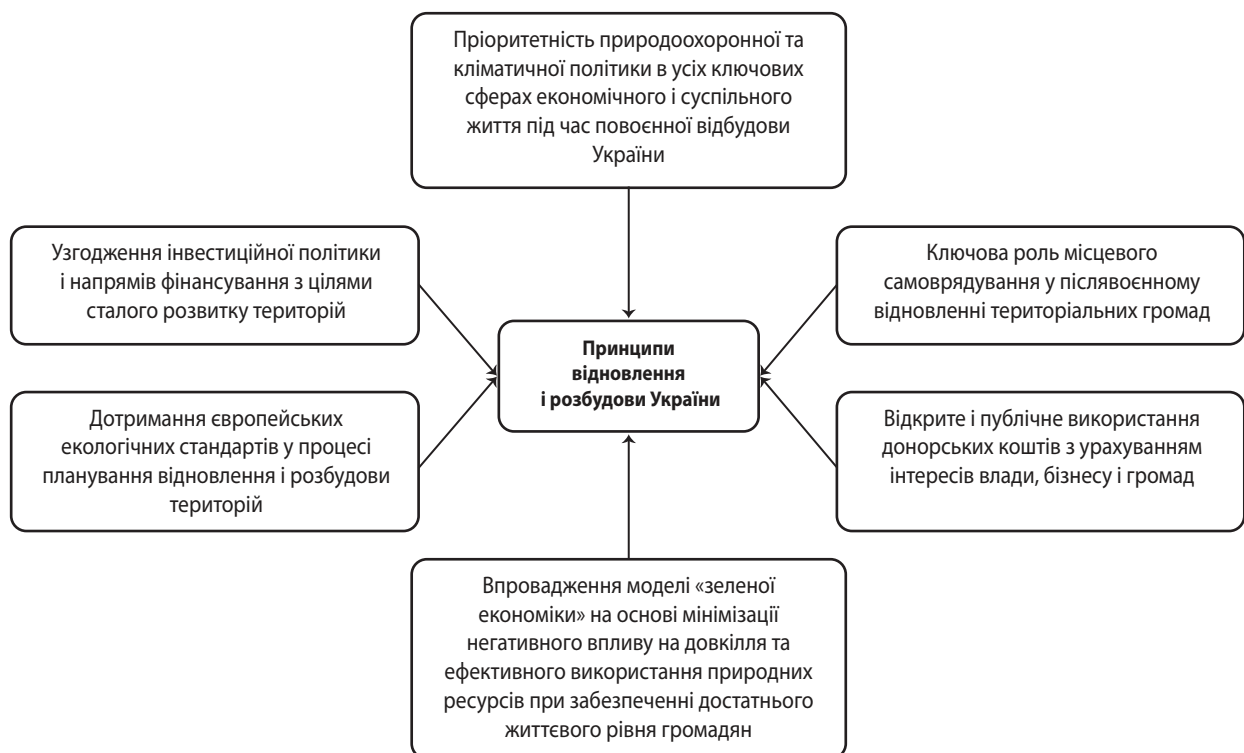 Пріоритетність природоохоронної та
кліматичної політики в усіх ключових
сферах економічного і суспільного
життя під час повоєнної відбудови
України
Узгодження інвестиційної політики
і напрямів фінансування з цілями
сталого розвитку територій
Ключова роль місцевого
самоврядування у післявоєнному
відновленні територіальних громад
Принципи
відновлення
і розбудови України
Дотримання європейських
екологічних стандартів у процесі
планування відновлення і розбудови
територій
Відкрите і публічне використання
донорських коштів з урахуванням
інтересів влади, бізнесу і громад
Впровадження моделі «зеленої
економіки» на основі мінімізації
негативного впливу на довкілля та
ефективного використання природних
ресурсів при забезпеченні достатнього
життєвого рівня громадян